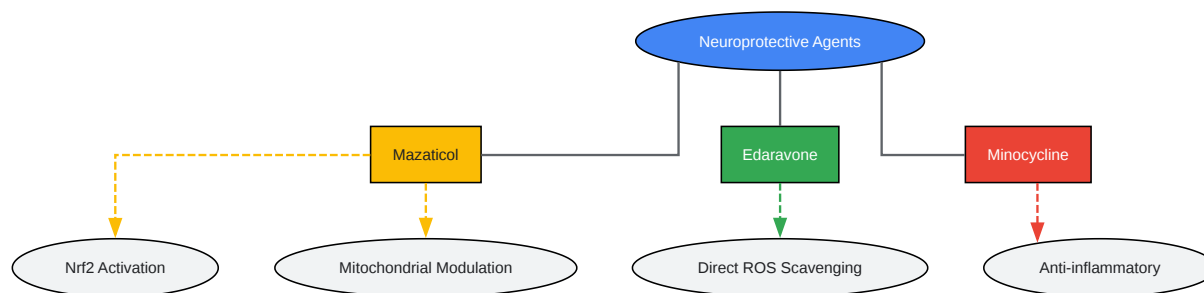 Neuroprotective Agents
Mazaticol
Edaravone
Minocycline
Nrf2 Activation
Mitochondrial Modulation
Direct ROS Scavenging
Anti-inflammatory